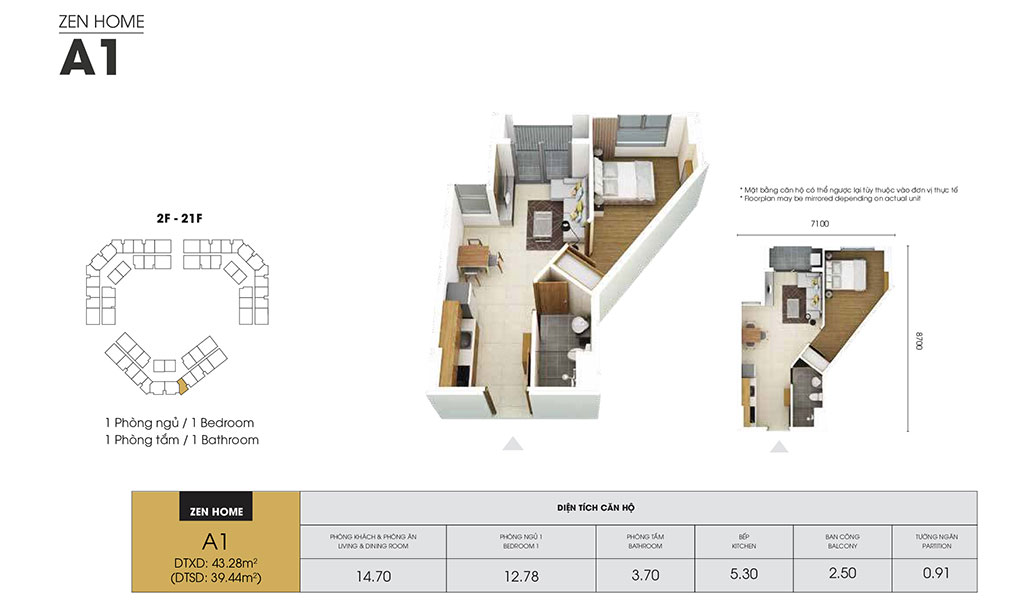 ZEN HOME
A1
2F - 21F
1 Phòng ngủ / 1 Bedroom
1 Phòng tắm / 1 Bathroom
* Mặt bằng căn hộ có thể ngược lại tùy thuộc vào đơn vị thực tế
* Floorplan may be mirrored depending on actual unit
7100
8700
ZEN HOME
A1
DTXD: 43.28m²
(DTSD: 39.44m²)
DIỆN TÍCH CĂN HỘ
PHÒNG KHÁCH & PHÒNG ĂN
LIVING & DINING ROOM
14.70
PHÒNG NGỦ 1
BEDROOM 1
12.78
PHÒNG TẮM
BATHROOM
3.70
BẾP
KITCHEN
5.30
BAN CÔNG
BALCONY
2.50
TƯỜNG NGĂN
PARTITION
0.91